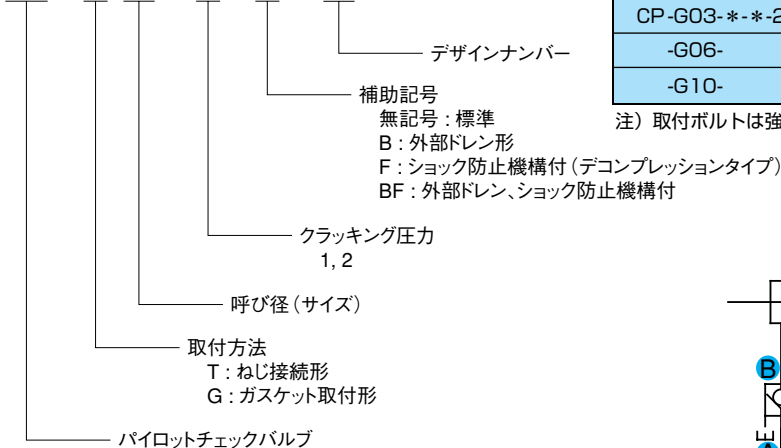 デザインナンバー
補助記号
無記号 : 標準
B : 外部ドレン形
F : ショック防止機構付 (デコンプレッションタイプ)
BF : 外部ドレン、ショック防止機構付
クラッキング圧力
1, 2
呼び径 (サイズ)
取付方法
T : ねじ接続形
G : ガスケット取付形
パイロットチェックバルブ
CP-G03-*-*-2
-G06-
-G10-
注) 取付ボルトは強
B